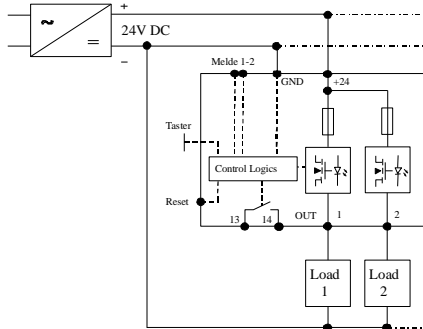 +
24V DC
–
Melde 1-2
GND
+24
Taster
Control Logics
Reset
13
14
OUT
1
2
Load
1
Load
2